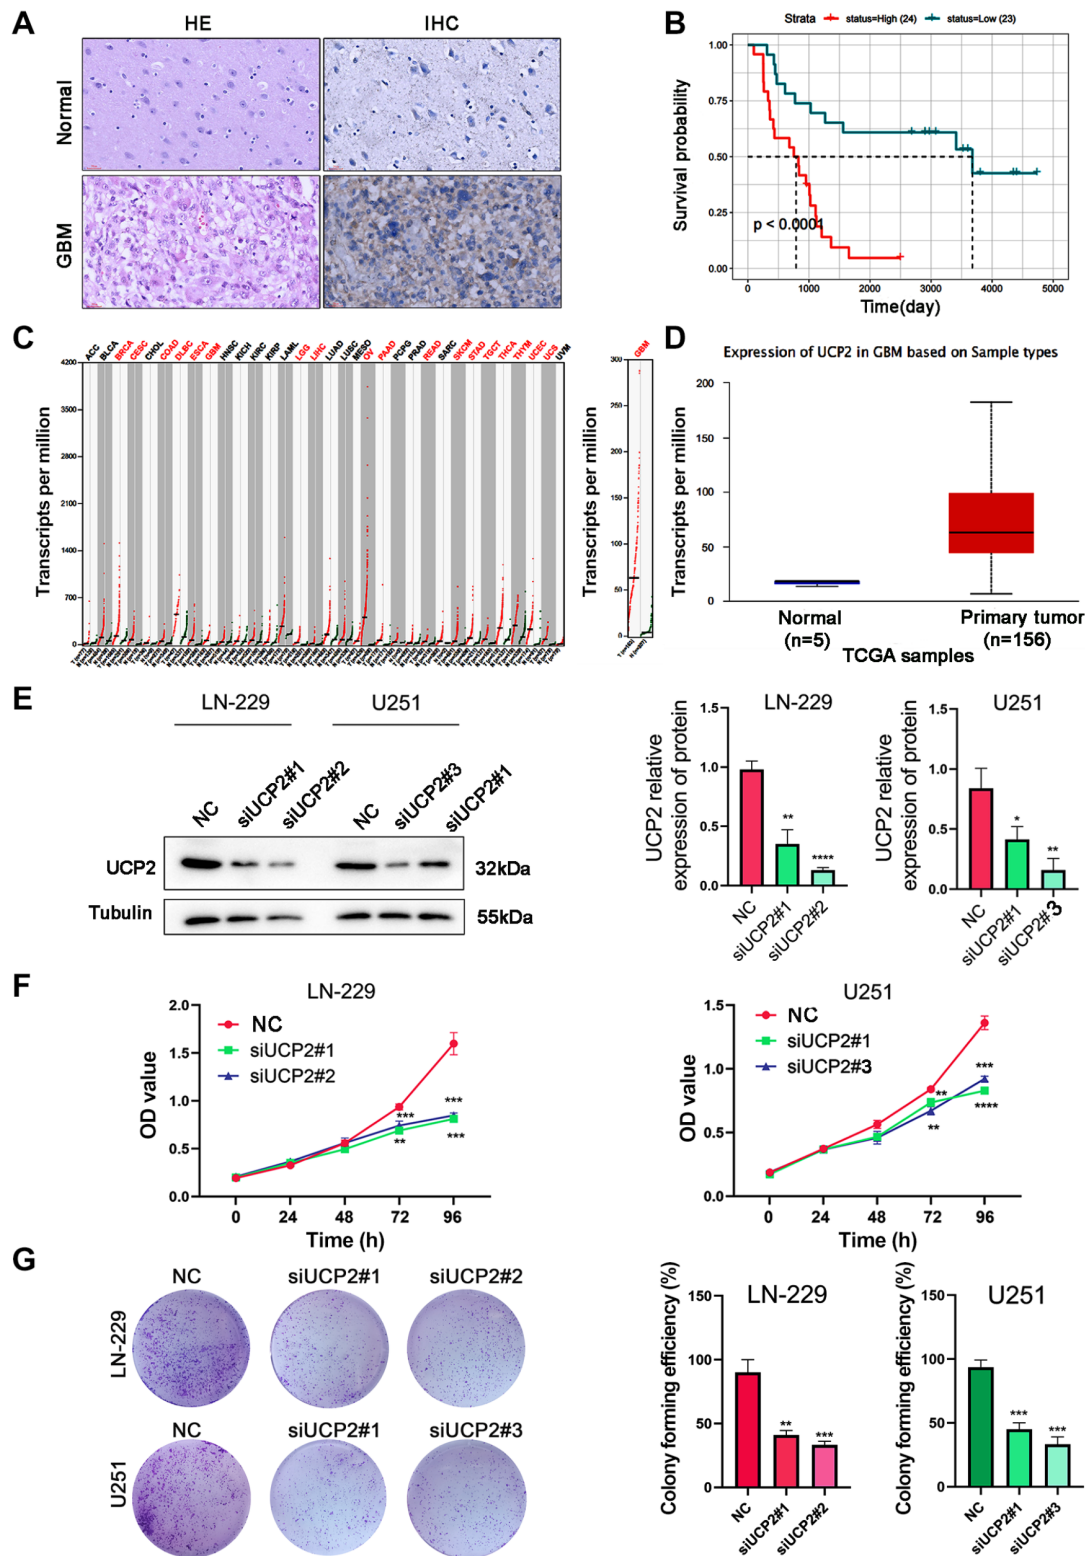 A
HE
IHC
Normal
GBM
B
Strata status=High (24) status=Low (23)
Survival probability
1.00
0.75
0.50
0.25
0.00
p < 0.0001
0 1000 2000 3000 4000 5000
Time(day)
C
ACC BLCA BRCA CESC CHOL COAD DLBC ESCA GBM HNSC KICH KIRC KIRP LAML LGG LIHC LUAD LUSC MESO OV PAAD PCPG PRAD READ SARC SKCM STAD TGCT THCA THYM UCEC UCS UVM
Transcripts per million
4200
3500
2800
2100
1400
700
0
GBM
Transcripts per million
300
250
200
150
100
50
0
D
Expression of UCP2 in GBM based on Sample types
Transcripts per million
200
150
100
50
0
Normal
(n=5)
Primary tumor
(n=156)
TCGA samples
E
LN-229
U251
NC siUCP2#1 siUCP2#2 NC siUCP2#3 siUCP2#1
UCP2
32kDa
Tubulin
55kDa
LN-229
UCP2 relative
expression of protein
1.5
1.0
0.5
0.0
**
****
NC siUCP2#1 siUCP2#2
U251
UCP2 relative
expression of protein
1.5
1.0
0.5
0.0
*
**
NC siUCP2#1 siUCP2#3
F
LN-229
OD value
2.0
1.5
1.0
0.5
0.0
NC
siUCP2#1
siUCP2#2
***
**
***
***
0 24 48 72 96
Time (h)
U251
OD value
1.5
1.0
0.5
0.0
NC
siUCP2#1
siUCP2#3
**
**
***
****
0 24 48 72 96
Time (h)
G
NC siUCP2#1 siUCP2#2
LN-229
NC siUCP2#1 siUCP2#3
U251
LN-229
Colony forming efficiency (%)
150
100
50
0
**
***
NC siUCP2#1 siUCP2#2
U251
Colony forming efficiency (%)
150
100
50
0
***
***
NC siUCP2#1 siUCP2#3